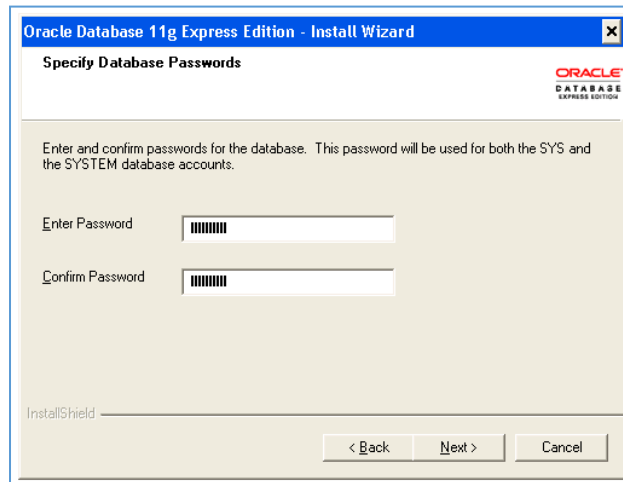 Oracle Database 11g Express Edition - Install Wizard
Specify Database Passwords
ORACLE
DATABASE
EXPRESS EDITION
Enter and confirm passwords for the database. This password will be used for both the SYS and
the SYSTEM database accounts.
Enter Password
Confirm Password
InstallShield
< Back Next > Cancel